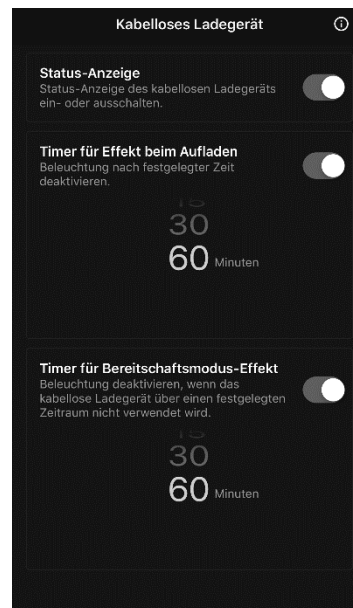 Kabelloses Ladegerät
Status-Anzeige
Status-Anzeige des kabellosen Ladegeräts
ein- oder ausschalten.
Timer für Effekt beim Aufladen
Beleuchtung nach festgelegter Zeit
deaktivieren.
15
30
60 Minuten
Timer für Bereitschaftsmodus-Effekt
Beleuchtung deaktivieren, wenn das
kabellose Ladegerät über einen festgelegten
Zeitraum nicht verwendet wird.
15
30
60 Minuten